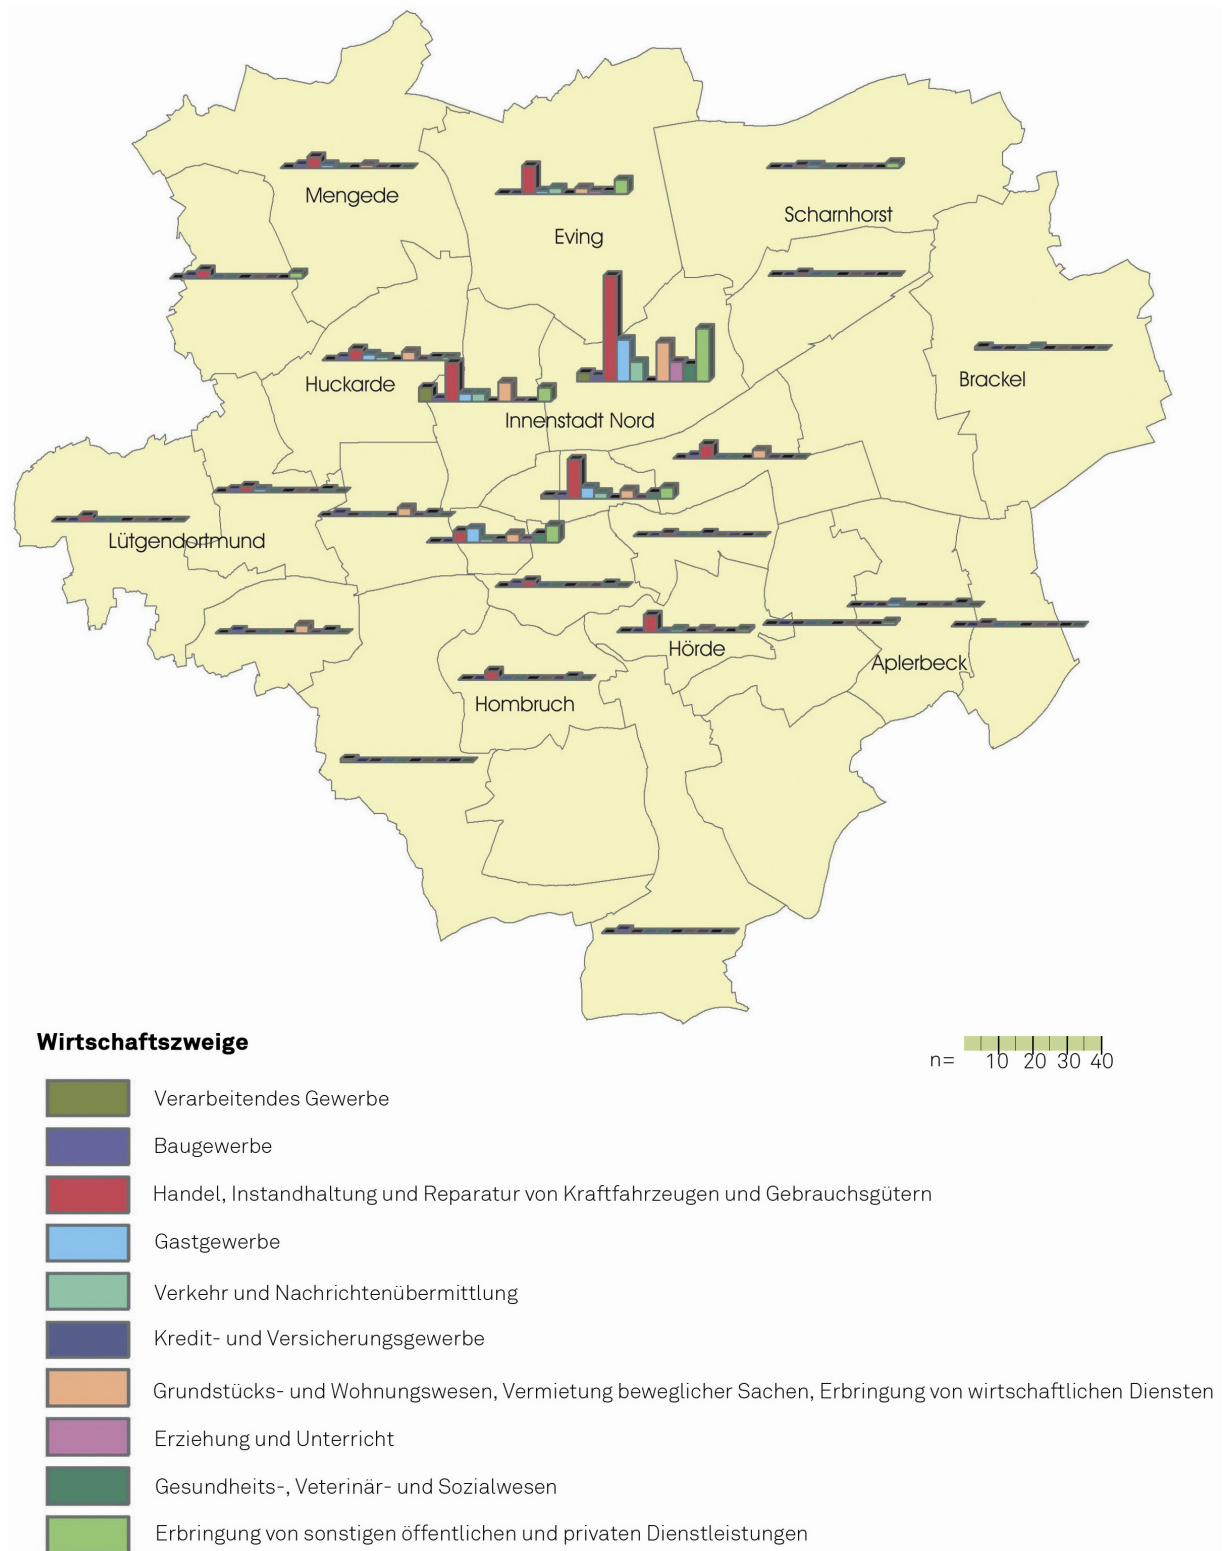 Mengede
Scharnhorst
Eving
Huckarde
Brackel
Innenstadt Nord
Lütgendortmund
Hörde
Aplerbeck
Hombruch
Wirtschaftszweige
n= 10 20 30 40
Verarbeitendes Gewerbe
Baugewerbe
Handel, Instandhaltung und Reparatur von Kraftfahrzeugen und Gebrauchsgütern
Gastgewerbe
Verkehr und Nachrichtenübermittlung
Kredit- und Versicherungsgewerbe
Grundstücks- und Wohnungswesen, Vermietung beweglicher Sachen, Erbringung von wirtschaftlichen Diensten
Erziehung und Unterricht
Gesundheits-, Veterinär- und Sozialwesen
Erbringung von sonstigen öffentlichen und privaten Dienstleistungen